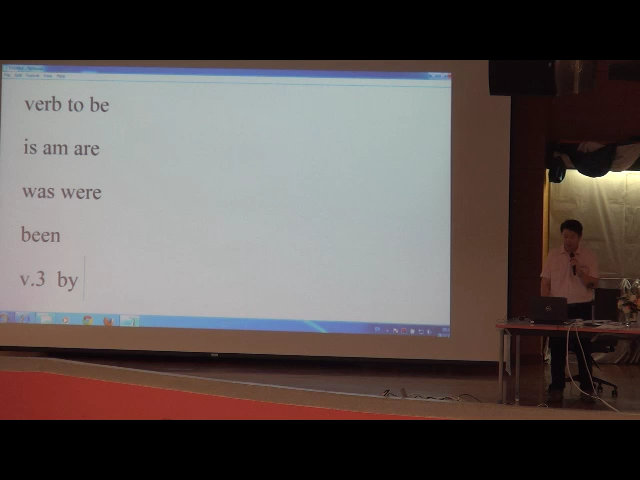 verb to be
is am are
was were
been
v.3 by